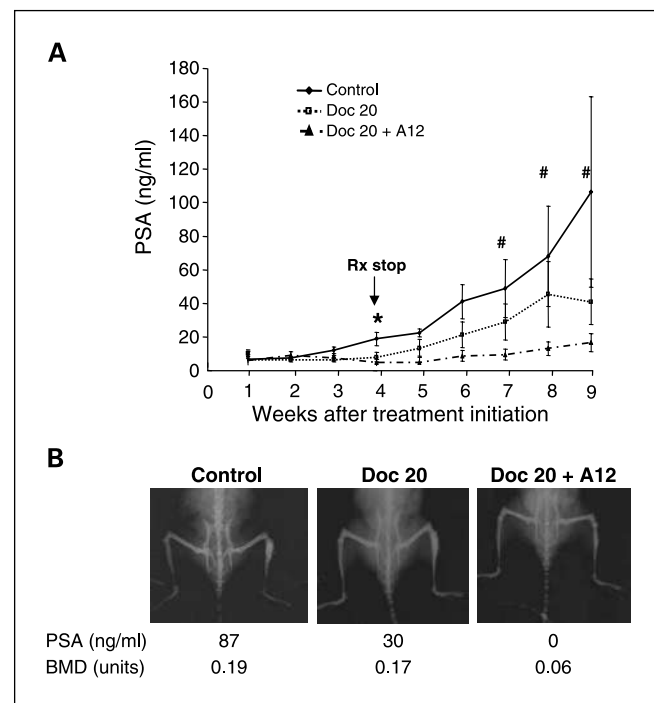 A
180
160
140
120
100
80
60
40
20
0
PSA (ng/ml)
Control
Doc 20
Doc 20 + A12
Rx stop
*
#
#
#
0 1 2 3 4 5 6 7 8 9
Weeks after treatment initiation
B
Control Doc 20 Doc 20 + A12
PSA (ng/ml) 87 30 0
BMD (units) 0.19 0.17 0.06